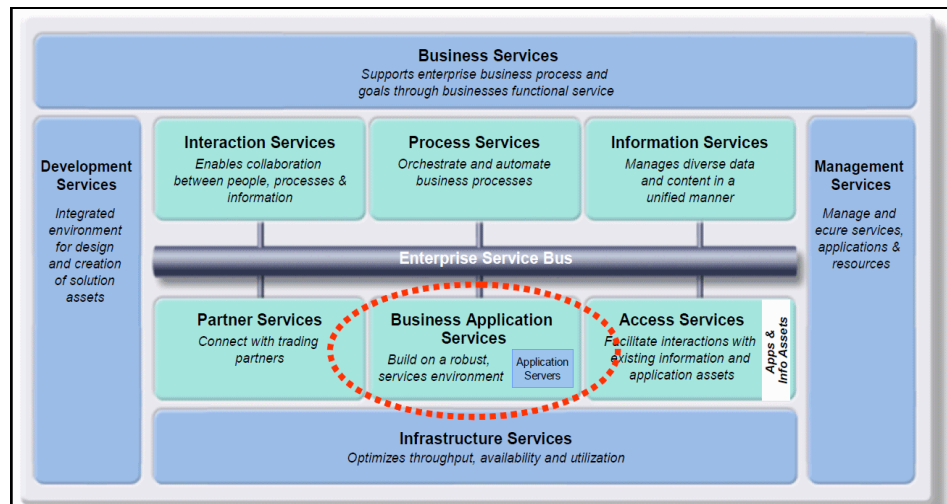 Business Services
Supports enterprise business process and
goals through businesses functional service
Development
Services
Integrated
environment
for design
and creation
of solution
assets
Interaction Services
Enables collaboration
between people, processes &
information
Process Services
Orchestrate and automate
business processes
Information Services
Manages diverse data
and content in a
unified manner
Management
Services
Manage and
ecure services,
applications &
resources
Enterprise Service Bus
Partner Services
Connect with trading
partners
Business Application
Services
Build on a robust,
services environment
Application
Servers
Access Services
Facilitate interactions with
existing information and
application assets
Apps &
Info Assets
Infrastructure Services
Optimizes throughput, availability and utilization